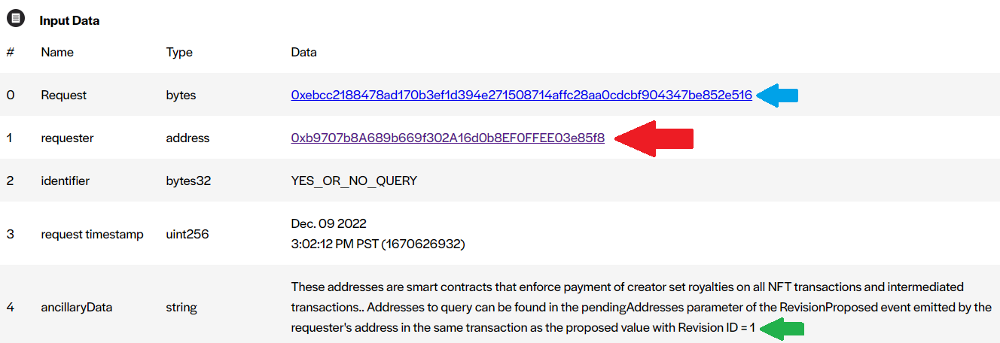 Input Data
# Name Type Data
0 Request bytes 0xebcc2188478ad170b3ef1d394e271508714affc28aa0cdcbf904347be852e516
1 requester address 0xb9707b8A689b669f302A16d0b8EF0FFEE03e85f8
2 identifier bytes32 YES_OR_NO_QUERY
3 request timestamp uint256 Dec. 09 2022
3:02:12 PM PST (1670626932)
4 ancillaryData string These addresses are smart contracts that enforce payment of creator set royalties on all NFT transactions and intermediated
transactions.. Addresses to query can be found in the pendingAddresses parameter of the RevisionProposed event emitted by the
requester's address in the same transaction as the proposed value with Revision ID = 1